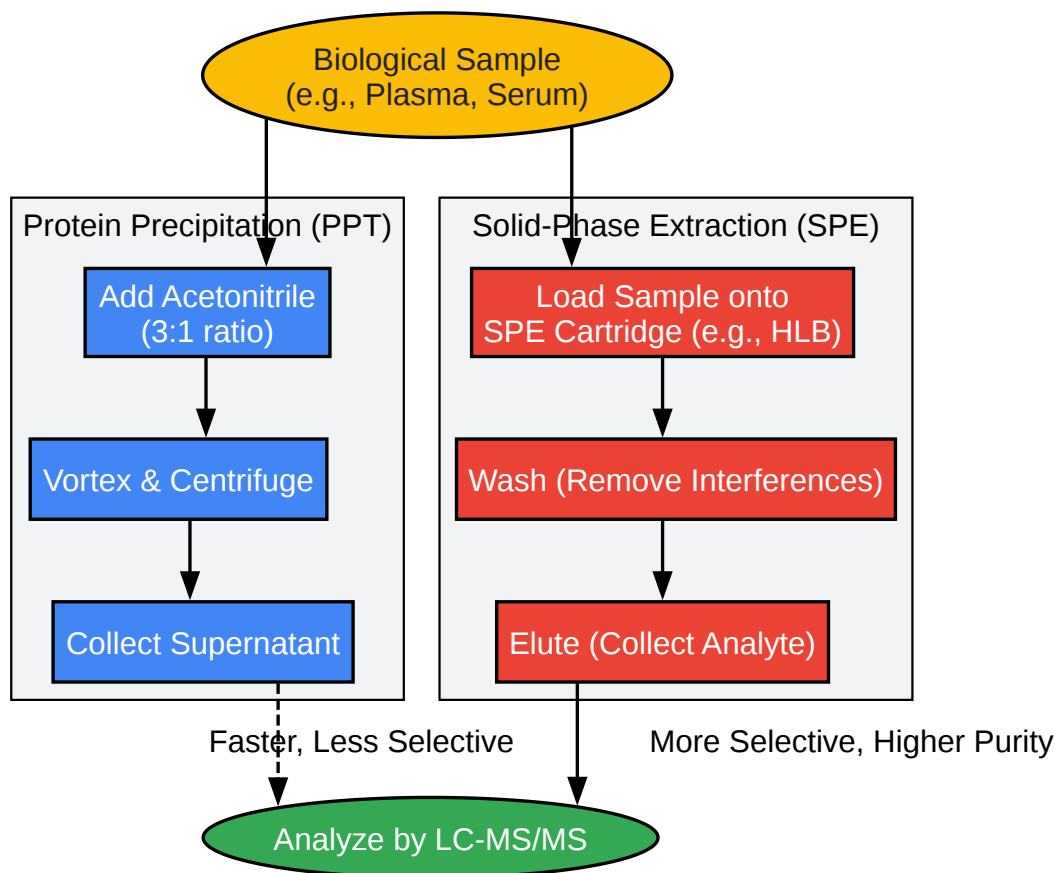 Biological Sample
(e.g., Plasma, Serum)
Protein Precipitation (PPT)
Add Acetonitrile
(3:1 ratio)
Vortex & Centrifuge
Collect Supernatant
Solid-Phase Extraction (SPE)
Load Sample onto
SPE Cartridge (e.g., HLB)
Wash (Remove Interferences)
Elute (Collect Analyte)
Faster, Less Selective
More Selective, Higher Purity
Analyze by LC-MS/MS